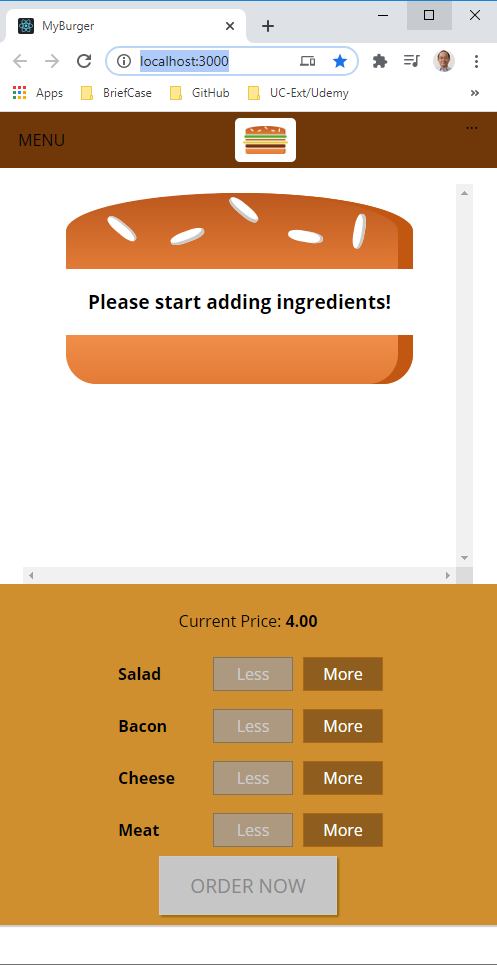 MyBurger
localhost:3000
Apps BriefCase GitHub UC-Ext/Udemy »
MENU ...
Please start adding ingredients!
Current Price: 4.00
Salad Less More
Bacon Less More
Cheese Less More
Meat Less More
ORDER NOW